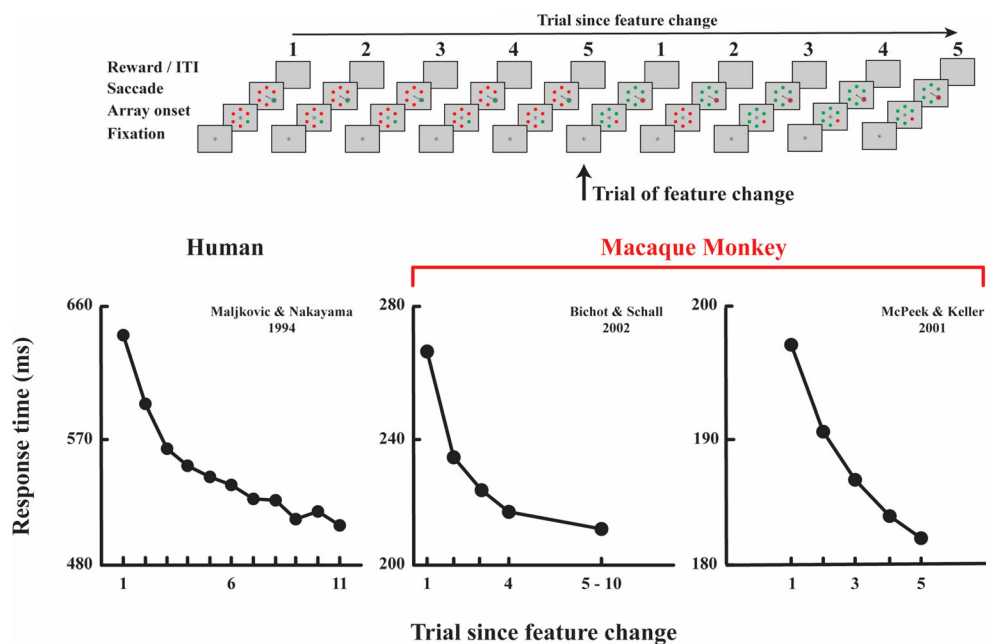 Trial since feature change
1 2 3 4 5 1 2 3 4 5
Reward / ITI
Saccade
Array onset
Fixation
Trial of feature change
Human
Macaque Monkey
Maljkovic & Nakayama
1994
Bichot & Schall
2002
McPeek & Keller
2001
Response time (ms)
660
570
480
1 6 11
280
240
200
1 4 5 - 10
200
190
180
1 3 5
Trial since feature change